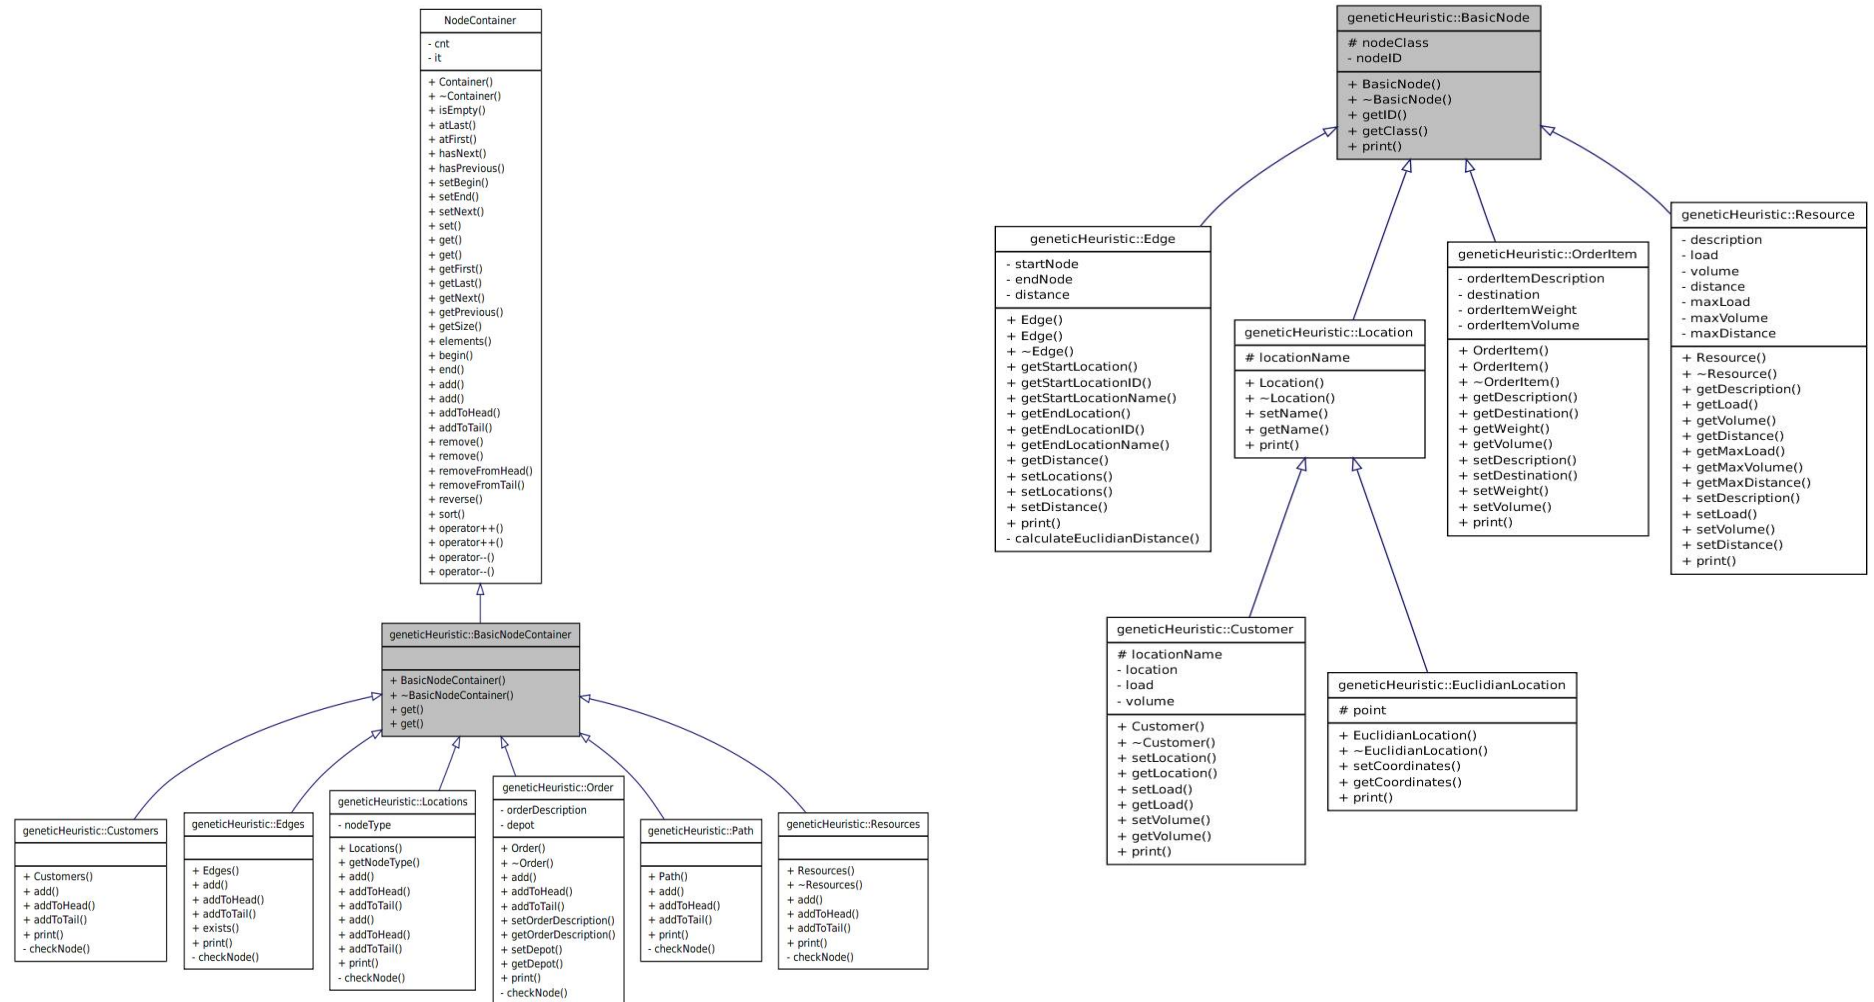 NodeContainer
- cnt
- it
+ Container()
+ ~Container()
+ isEmpty()
+ atLast()
+ atFirst()
+ hasNext()
+ hasPrevious()
+ setBegin()
+ setEnd()
+ setNext()
+ set()
+ get()
+ get()
+ getFirst()
+ getLast()
+ getNext()
+ getPrevious()
+ getSize()
+ elements()
+ begin()
+ end()
+ add()
+ add()
+ addToHead()
+ addToTail()
+ remove()
+ remove()
+ removeFromHead()
+ removeFromTail()
+ reverse()
+ sort()
+ operator++()
+ operator++()
+ operator--()
+ operator--()
geneticHeuristic::BasicNodeContainer
+ BasicNodeContainer()
+ ~BasicNodeContainer()
+ get()
+ get()
geneticHeuristic::Customers
+ Customers()
+ add()
+ addToHead()
+ addToTail()
+ print()
- checkNode()
geneticHeuristic::Edges
+ Edges()
+ add()
+ addToHead()
+ addToTail()
+ exists()
+ print()
- checkNode()
geneticHeuristic::Locations
- nodeType
+ Locations()
+ getNodeType()
+ add()
+ addToHead()
+ addToTail()
+ add()
+ addToHead()
+ addToTail()
+ print()
- checkNode()
geneticHeuristic::Order
- orderDescription
- depot
+ Order()
+ ~Order()
+ add()
+ addToHead()
+ addToTail()
+ setOrderDescription()
+ getOrderDescription()
+ setDepot()
+ getDepot()
+ print()
- checkNode()
geneticHeuristic::Path
+ Path()
+ add()
+ addToHead()
+ addToTail()
+ print()
- checkNode()
geneticHeuristic::Resources
+ Resources()
+ ~Resources()
+ add()
+ addToHead()
+ addToTail()
+ print()
- checkNode()
geneticHeuristic::BasicNode
# nodeClass
- nodeID
+ BasicNode()
+ ~BasicNode()
+ getID()
+ getClass()
+ print()
geneticHeuristic::Edge
- startNode
- endNode
- distance
+ Edge()
+ Edge()
+ ~Edge()
+ getStartLocation()
+ getStartLocationID()
+ getStartLocationName()
+ getEndLocation()
+ getEndLocationID()
+ getEndLocationName()
+ getDistance()
+ setLocations()
+ setLocations()
+ setDistance()
+ print()
- calculateEuclidianDistance()
geneticHeuristic::Location
# locationName
+ Location()
+ ~Location()
+ setName()
+ getName()
+ print()
geneticHeuristic::OrderItem
- orderItemDescription
- destination
- orderItemWeight
- orderItemVolume
+ OrderItem()
+ OrderItem()
+ ~OrderItem()
+ getDescription()
+ getDestination()
+ getWeight()
+ getVolume()
+ setDescription()
+ setDestination()
+ setWeight()
+ setVolume()
+ print()
geneticHeuristic::Resource
- description
- load
- volume
- distance
- maxLoad
- maxVolume
- maxDistance
+ Resource()
+ ~Resource()
+ getDescription()
+ getLoad()
+ getVolume()
+ getDistance()
+ getMaxLoad()
+ getMaxVolume()
+ getMaxDistance()
+ setDescription()
+ setLoad()
+ setVolume()
+ setDistance()
+ print()
geneticHeuristic::Customer
# locationName
- location
- load
- volume
+ Customer()
+ ~Customer()
+ setLocation()
+ getLocation()
+ setLoad()
+ getLoad()
+ setVolume()
+ getVolume()
+ print()
geneticHeuristic::EuclidianLocation
# point
+ EuclidianLocation()
+ ~EuclidianLocation()
+ setCoordinates()
+ getCoordinates()
+ print()